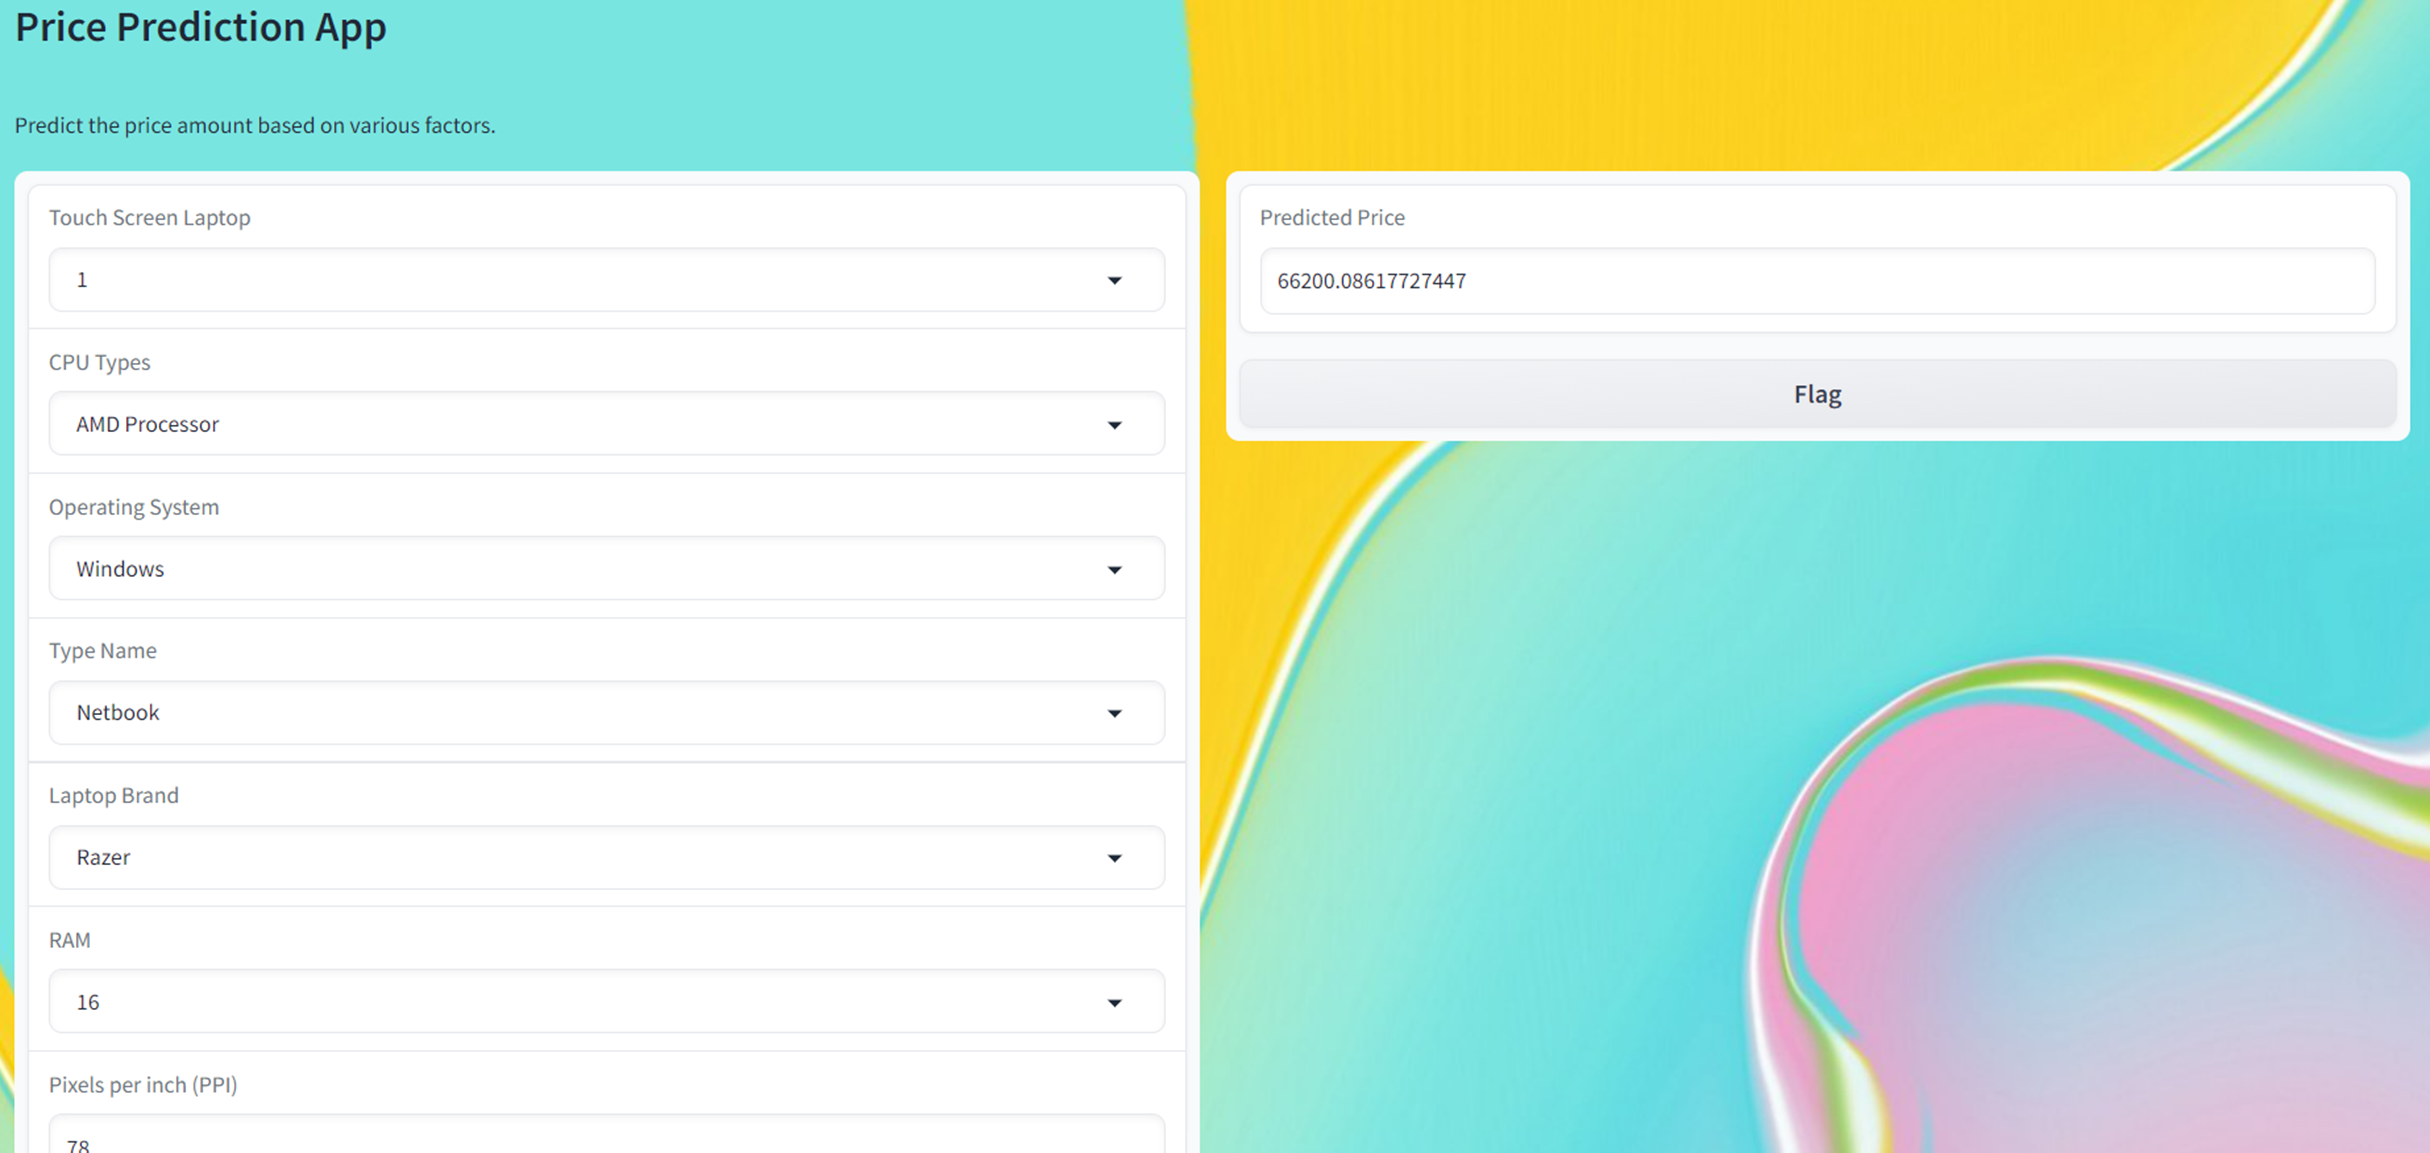 Price Prediction App
Predict the price amount based on various factors.
Touch Screen Laptop
1
CPU Types
AMD Processor
Operating System
Windows
Type Name
Netbook
Laptop Brand
Razer
RAM
16
Pixels per inch (PPI)
78
Predicted Price
66200.08617727447
Flag